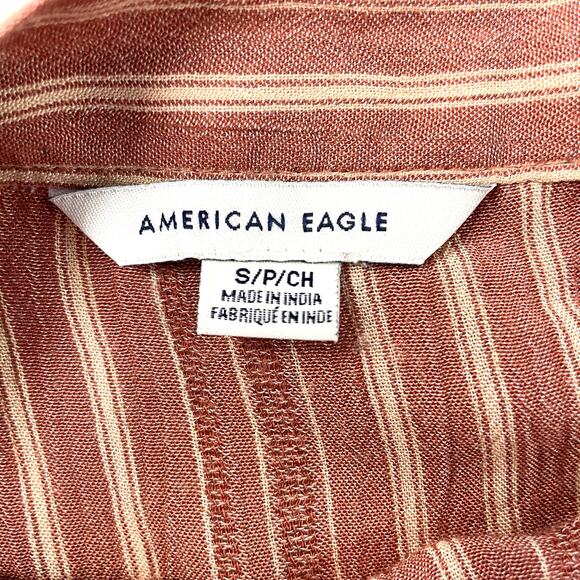 AMERICAN EAGLE
S/P/CH
MADE IN INDIA
FABRIQUÉ EN INDE